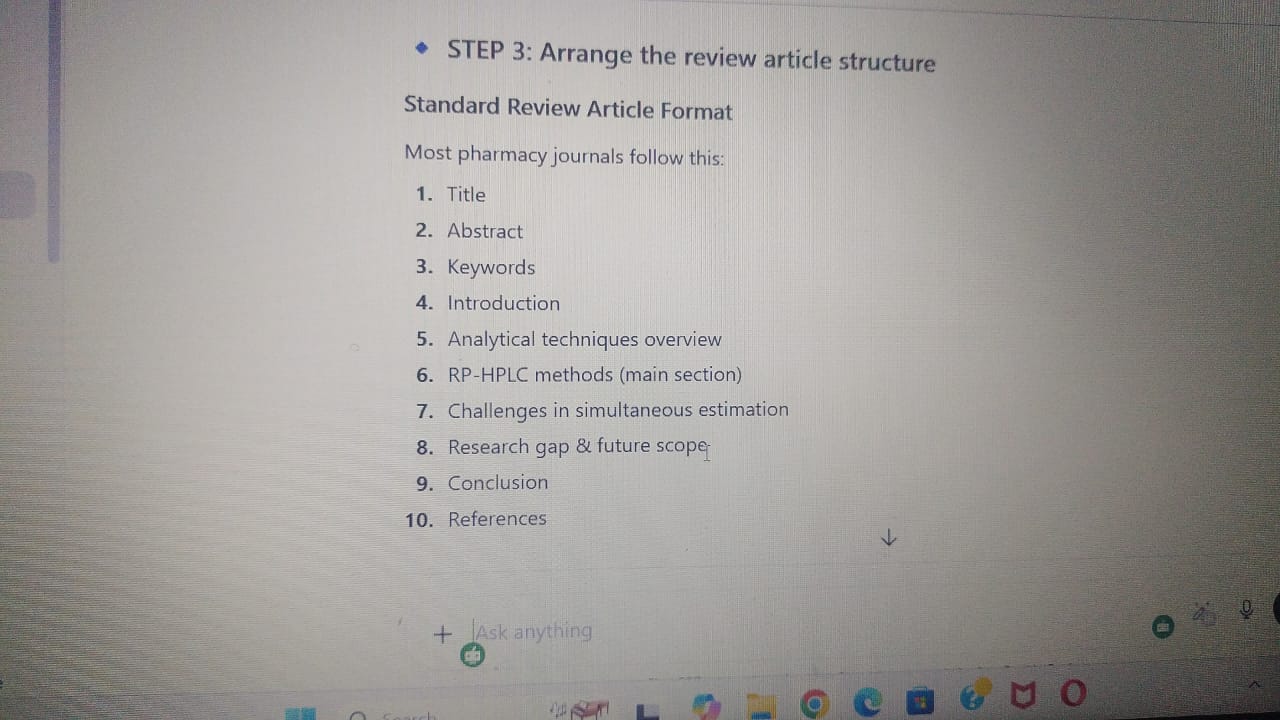 STEP 3: Arrange the review article structure
Standard Review Article Format
Most pharmacy journals follow this:
1. Title
2. Abstract
3. Keywords
4. Introduction
5. Analytical techniques overview
6. RP-HPLC methods (main section)
7. Challenges in simultaneous estimation
8. Research gap & future scope
9. Conclusion
10. References
Ask anything
Search